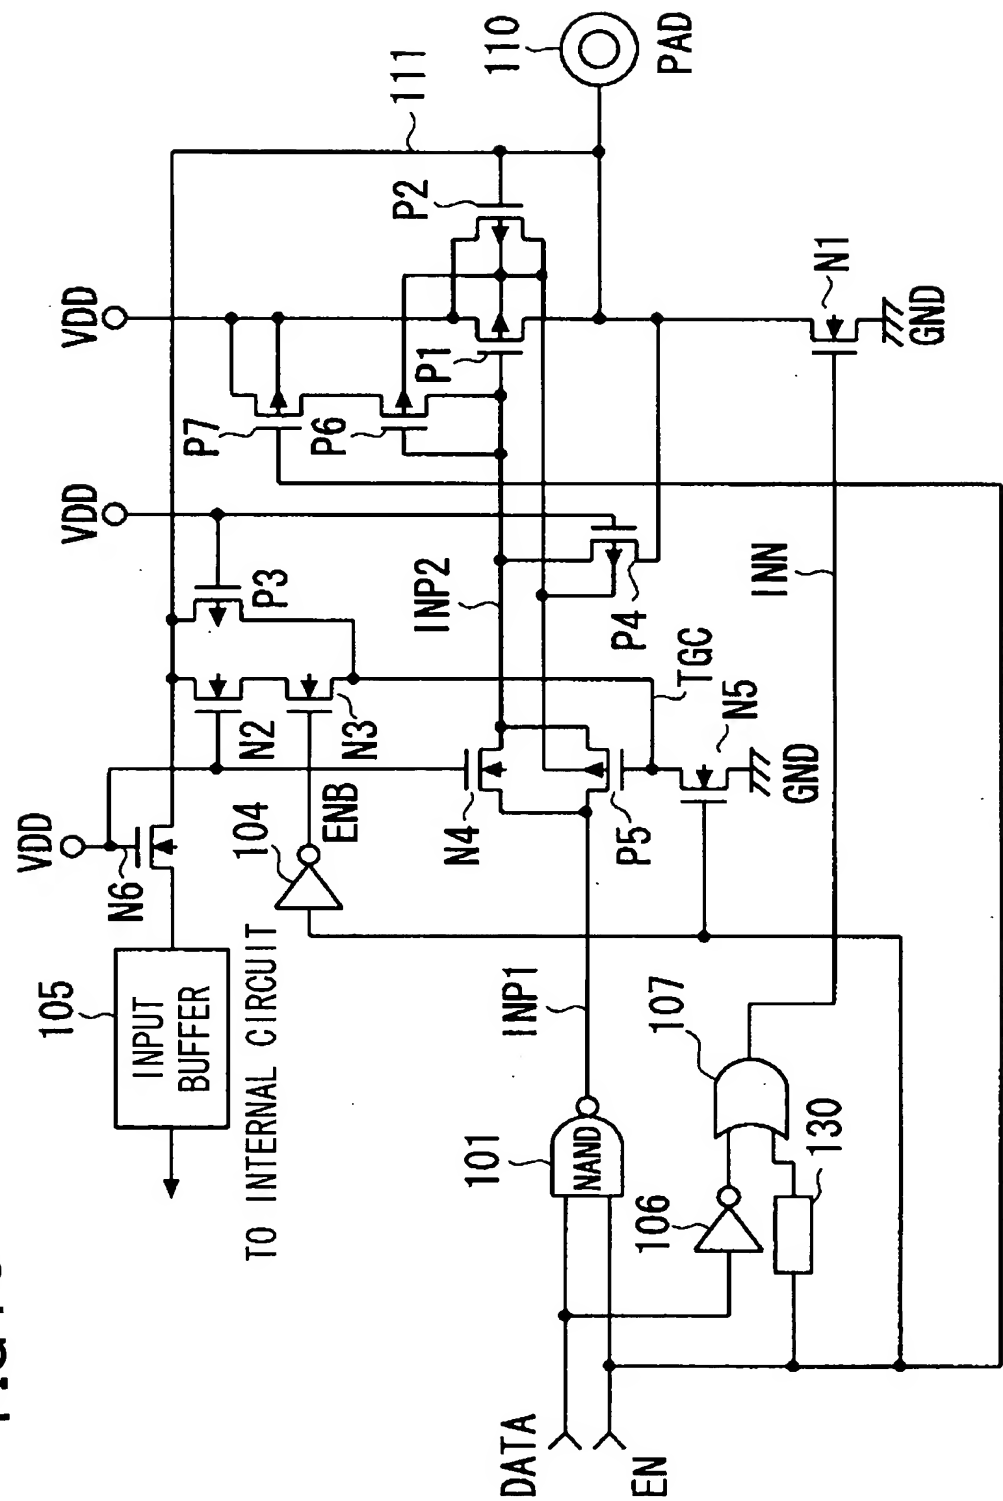 VDD
N6
105
INPUT
BUFFER
TO INTERNAL CIRCUIT
104
ENB
N2
N3
P3
VDD
P7
P6
VDD
P1
P2
111
110
PAD
INP2
N4
P5
TGC
N5
GND
P4
INN
N1
GND
INP1
101
NAND
106
107
130
DATA
EN